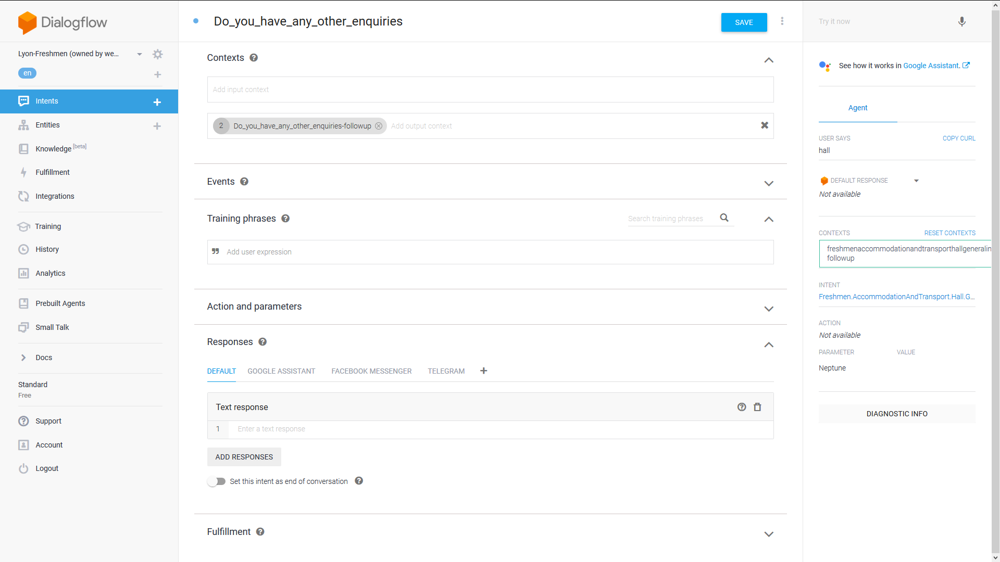 Dialogflow
Lyon-Freshmen (owned by we...
en
Intents
Entities
Knowledge [beta]
Fulfillment
Integrations
Training
History
Analytics
Prebuilt Agents
Small Talk
Docs
Standard
Free
Support
Account
Logout
Do_you_have_any_other_enquiries
SAVE
Contexts
Add input context
2 Do_you_have_any_other_enquiries-followup Add output context
Events
Training phrases
Search training phrases
Add user expression
Action and parameters
Responses
DEFAULT GOOGLE ASSISTANT FACEBOOK MESSENGER TELEGRAM
Text response
1 Enter a text response
ADD RESPONSES
Set this intent as end of conversation
Fulfillment
Try it now
See how it works in Google Assistant.
Agent
USER SAYS COPY CURL
hall
DEFAULT RESPONSE
Not available
CONTEXTS RESET CONTEXTS
freshmenaccommodationandtransporthallgeneralin
followup
INTENT
Freshmen.AccommodationAndTransport.Hall.G...
ACTION
Not available
PARAMETER VALUE
Neptune
DIAGNOSTIC INFO